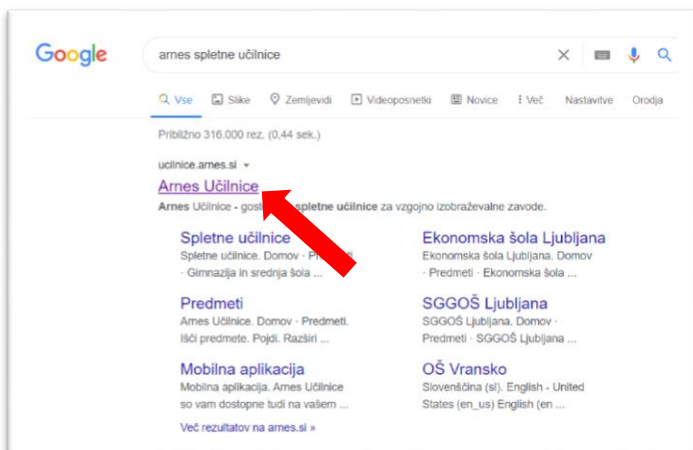 Google
arnes spletne učilnice
Vse Slike Zemljevidi Videoposnetki Novice Več Nastavitve Orodja
Približno 316.000 rez. (0,44 sek.)
ucilnice.arnes.si
Arnes Učilnice
Arnes Učilnice - spletne učilnice za vzgojno izobraževalne zavode.
Spletne učilnice
Spletne učilnice. Domov ·
· Gimnazija in srednja šola ...
Ekonomska šola Ljubljana
Ekonomska šola Ljubljana. Domov
· Predmeti · Ekonomska šola ...
Predmeti
Arnes Učilnice. Domov · Predmeti.
Išči predmete. Pojdi. Razširi ...
SGGOŠ Ljubljana
SGGOŠ Ljubljana. Domov ·
Predmeti · SGGOŠ Ljubljana ...
Mobilna aplikacija
Mobilna aplikacija. Arnes Učilnice
so vam dostopne tudi na vašem ...
OŠ Vransko
Slovenščina (sl). English - United
States (en_us) English (en ...
Več rezultatov na arnes.si »